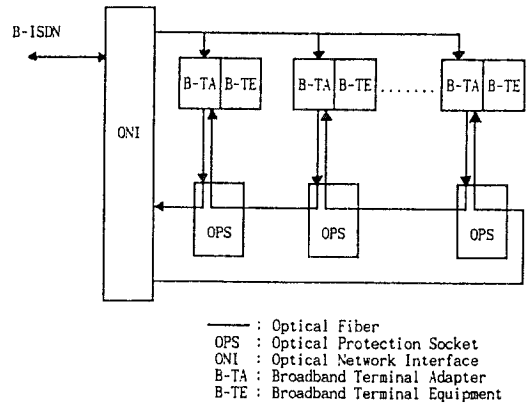 B-ISDN
B-TA B-TE B-TA B-TE ........ B-TA B-TE
ONI
OPS OPS OPS
—— : Optical Fiber
OPS : Optical Protection Socket
ONI : Optical Network Interface
B-TA : Broadband Terminal Adapter
B-TE : Broadband Terminal Equipment